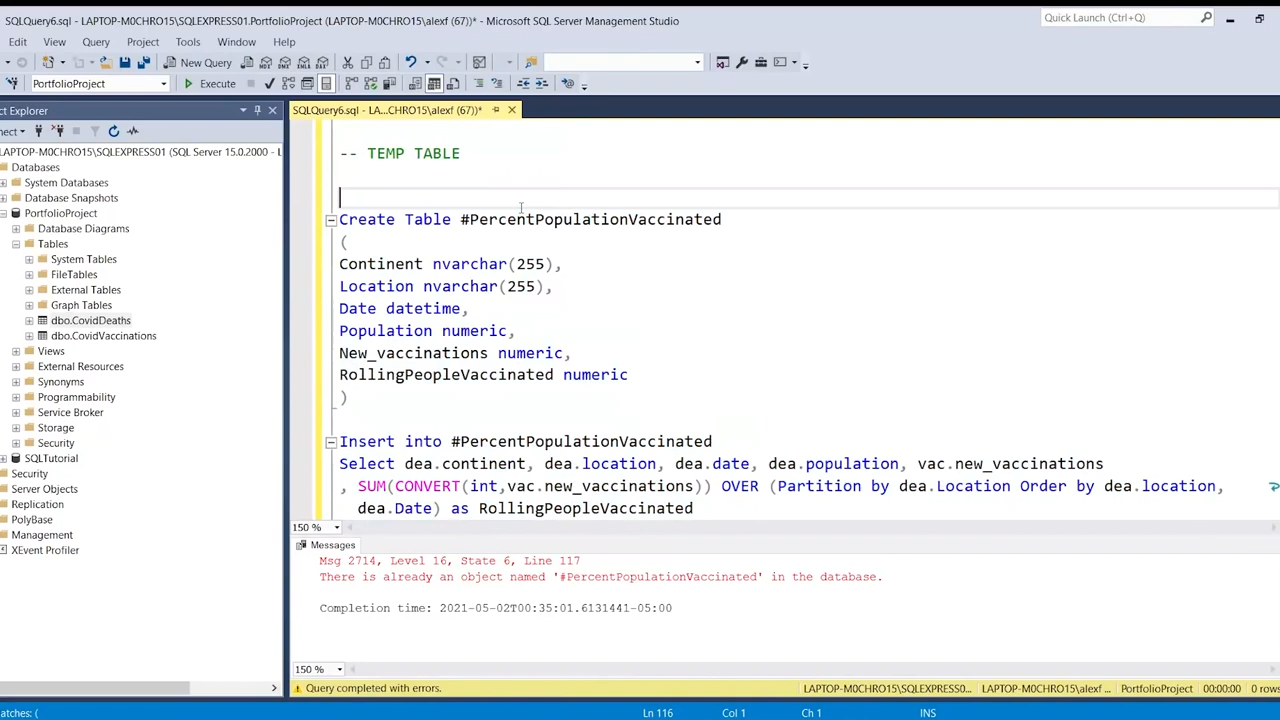 SQLQuery6.sql - LAPTOP-M0CHRO15\SQLEXPRESS01.PortfolioProject (LAPTOP-M0CHRO15\alexf (67))* - Microsoft SQL Server Management Studio
Quick Launch (Ctrl+Q)
Edit View Query Project Tools Window Help
New Query
PortfolioProject Execute
ct Explorer
SQLQuery6.sql - LA...CHRO15\alexf (67))*
nect
LAPTOP-M0CHRO15\SQLEXPRESS01 (SQL Server 15.0.2000 - L
Databases
System Databases
Database Snapshots
PortfolioProject
Database Diagrams
Tables
System Tables
FileTables
External Tables
Graph Tables
dbo.CovidDeaths
dbo.CovidVaccinations
Views
External Resources
Synonyms
Programmability
Service Broker
Storage
Security
SQLTutorial
Security
Server Objects
Replication
PolyBase
Management
XEvent Profiler
-- TEMP TABLE
Create Table #PercentPopulationVaccinated
(
Continent nvarchar(255),
Location nvarchar(255),
Date datetime,
Population numeric,
New_vaccinations numeric,
RollingPeopleVaccinated numeric
)
Insert into #PercentPopulationVaccinated
Select dea.continent, dea.location, dea.date, dea.population, vac.new_vaccinations
, SUM(CONVERT(int,vac.new_vaccinations)) OVER (Partition by dea.Location Order by dea.location,
dea.Date) as RollingPeopleVaccinated
150 %
Messages
Msg 2714, Level 16, State 6, Line 117
There is already an object named '#PercentPopulationVaccinated' in the database.
Completion time: 2021-05-02T00:35:01.6131441-05:00
150 %
Query completed with errors.
LAPTOP-M0CHRO15\SQLEXPRESS0... LAPTOP-M0CHRO15\alexf ... PortfolioProject 00:00:00 0 rows
atches: (
Ln 116 Col 1 Ch 1 INS